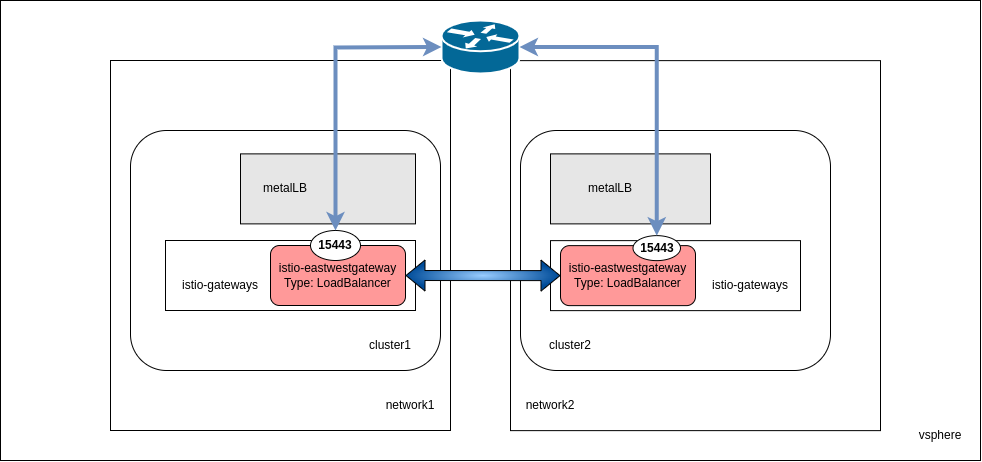 metalLB
metalLB
15443
15443
istio-gateways
istio-eastwestgateway
Type: LoadBalancer
istio-eastwestgateway
Type: LoadBalancer
istio-gateways
cluster1
cluster2
network1
network2
vsphere